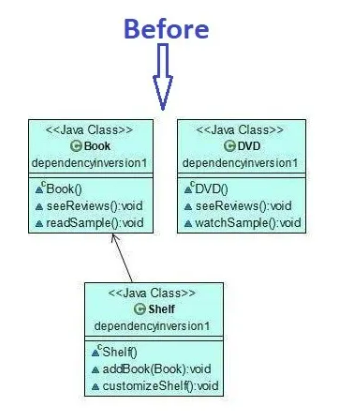 Before
<<Java Class>>
Book
dependencyinversion1
Book()
seeReviews():void
readSample():void
<<Java Class>>
DVD
dependencyinversion1
DVD()
seeReviews():void
watchSample():void
<<Java Class>>
Shelf
dependencyinversion1
Shelf()
addBook(Book):void
customizeShelf():void